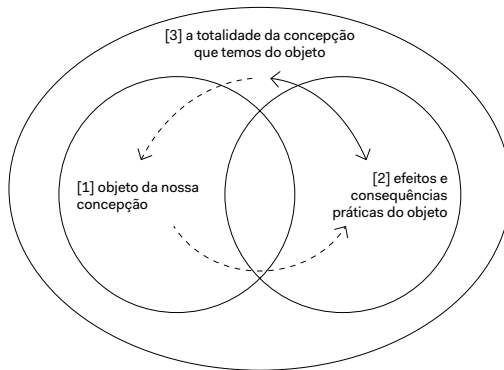 [3] a totalidade da concepção
que temos do objeto
[1] objeto da nossa
concepção
[2] efeitos e
consequências
práticas do objeto